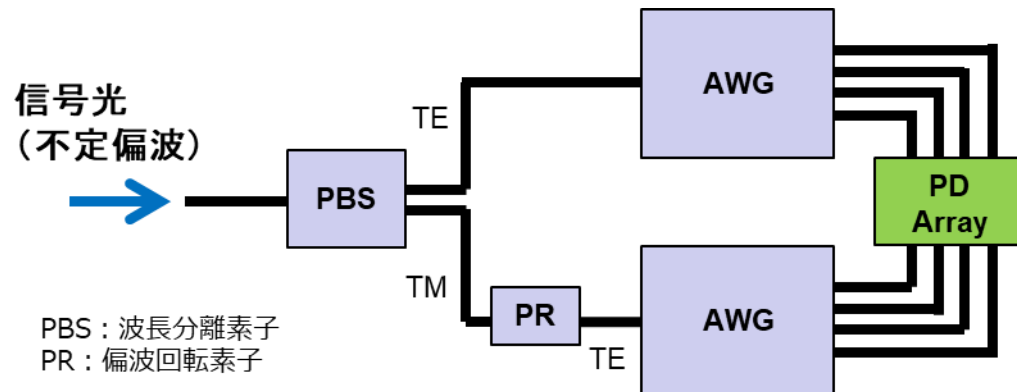 信号光
（不定偏波）
PBS
TE
TM
PR
TE
AWG
AWG
PD
Array
PBS：波長分離素子
PR：偏波回転素子